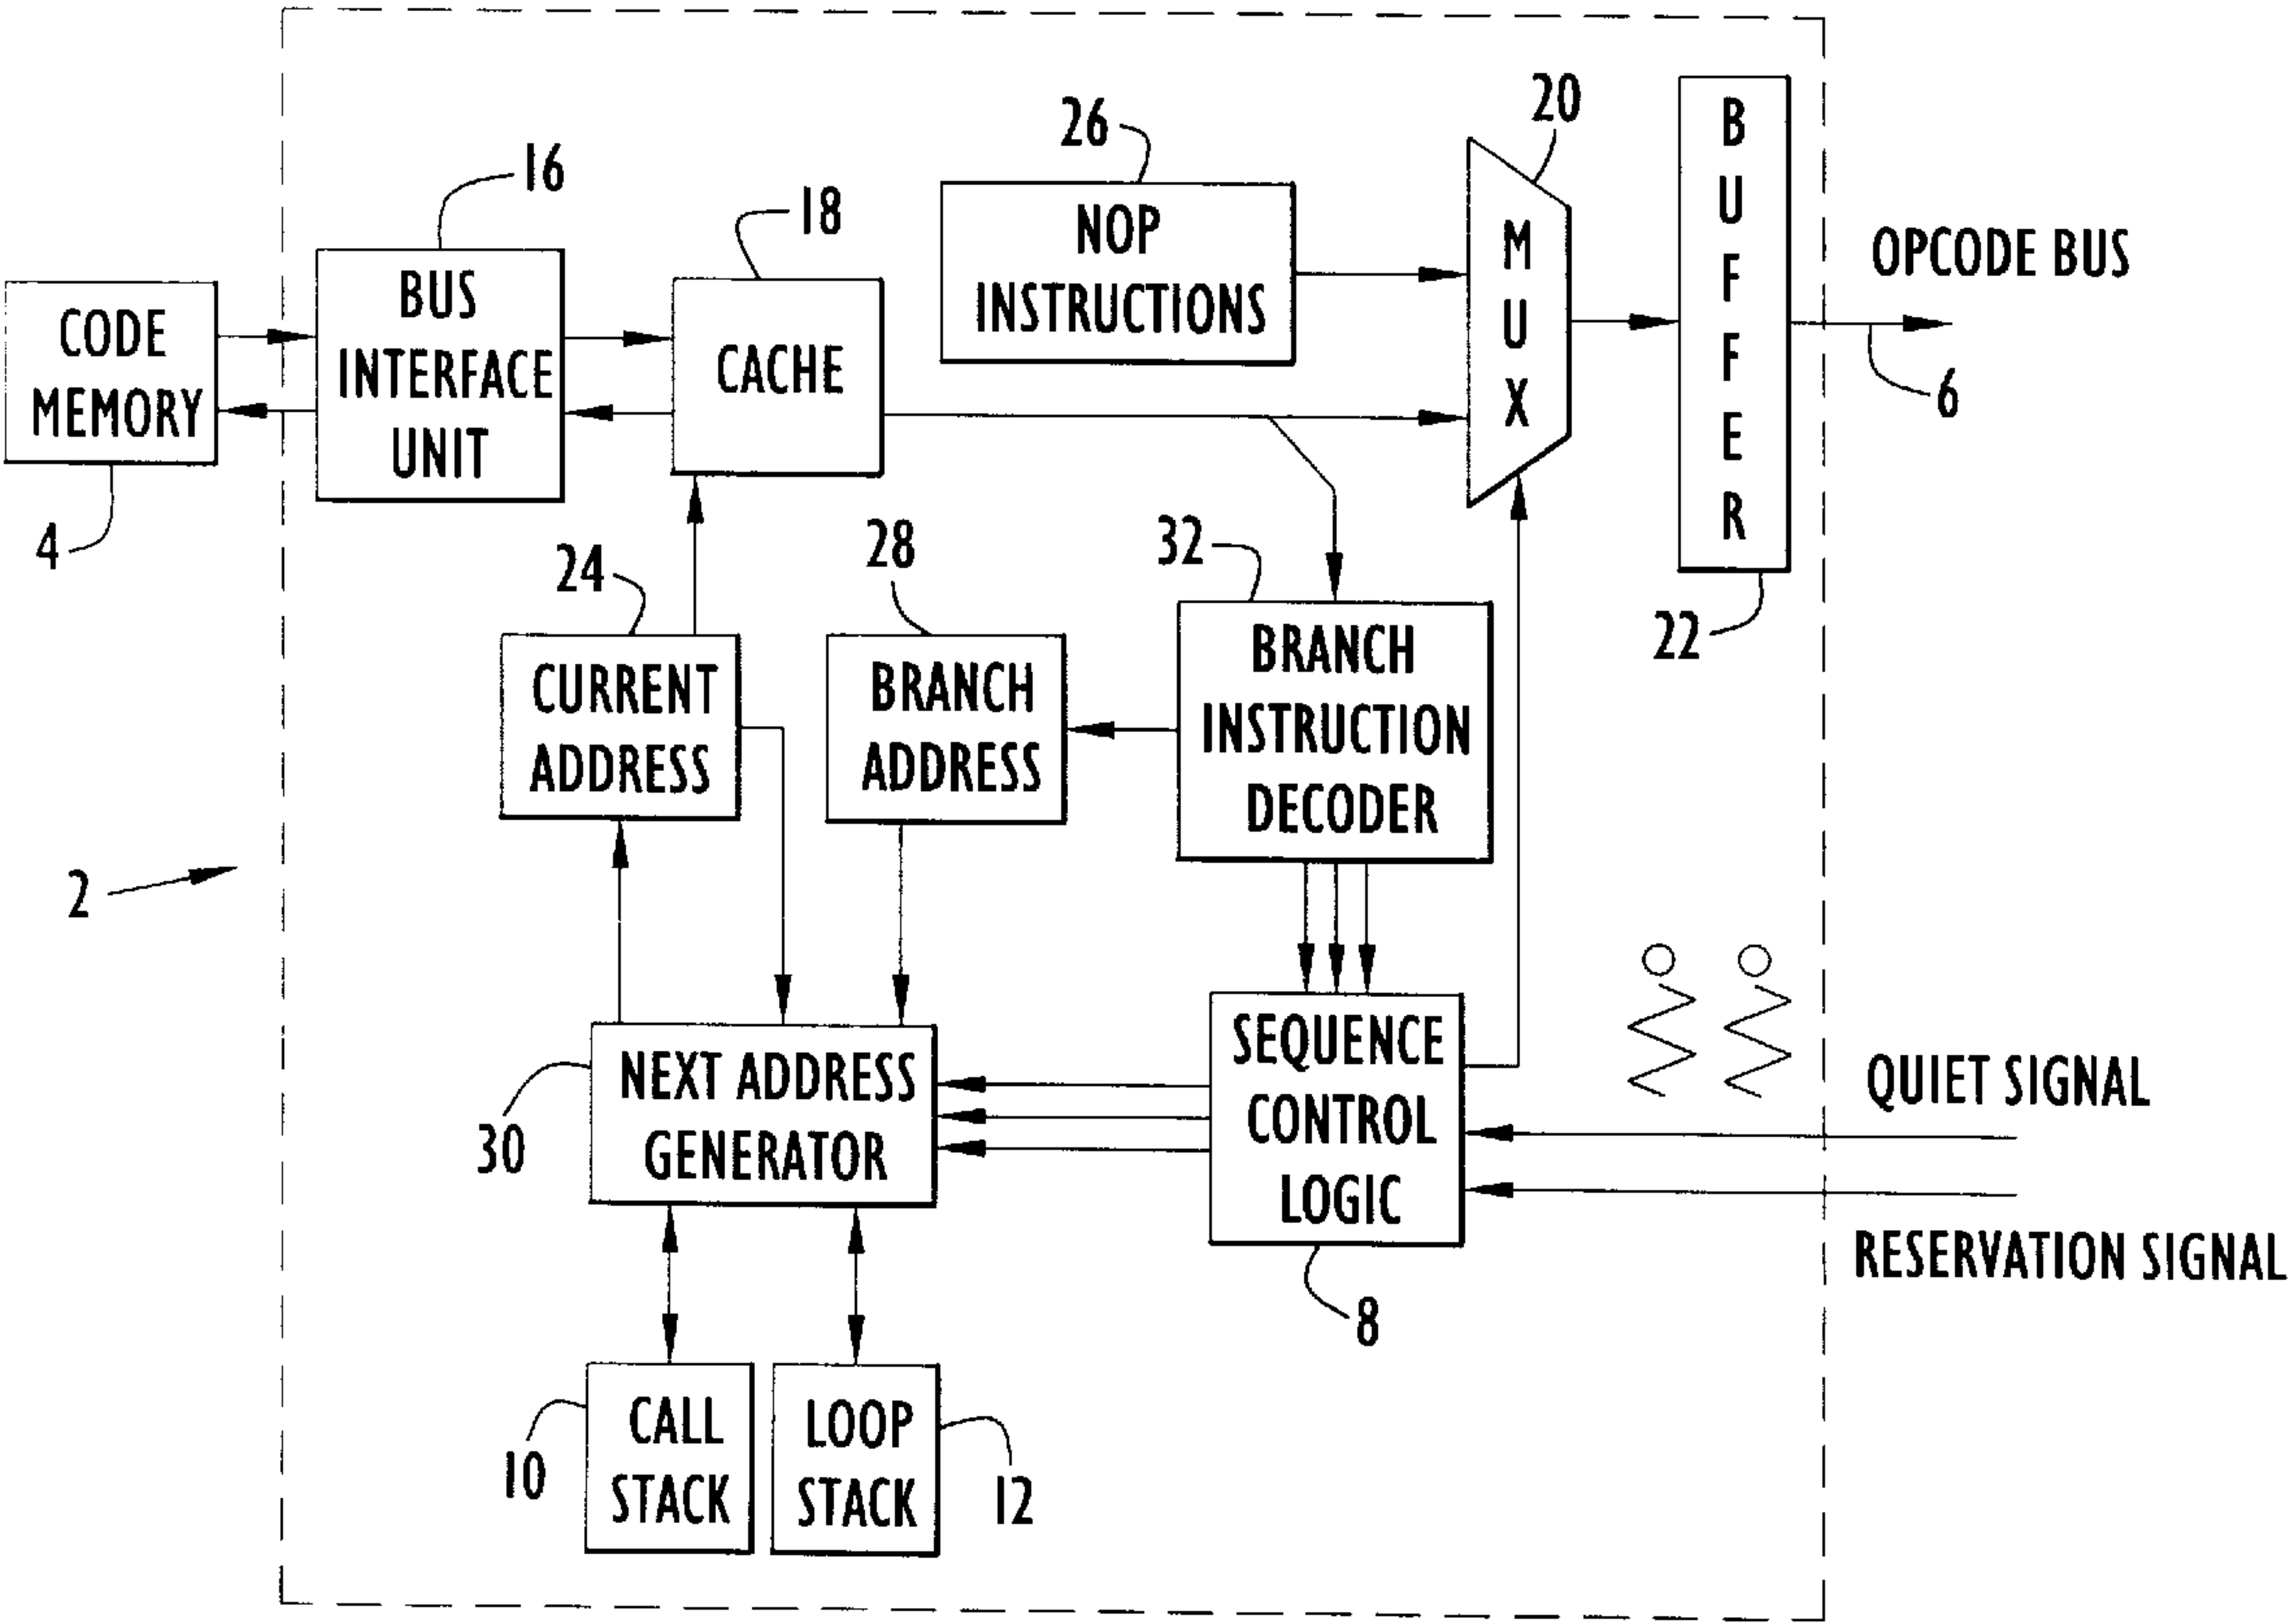 20
26
16
18
NOP
INSTRUCTIONS
MUX
BUFFER
OPCODE BUS
6
CODE
MEMORY
4
BUS
INTERFACE
UNIT
CACHE
24
28
32
22
CURRENT
ADDRESS
BRANCH
ADDRESS
BRANCH
INSTRUCTION
DECODER
2
30
NEXT ADDRESS
GENERATOR
SEQUENCE
CONTROL
LOGIC
8
QUIET SIGNAL
RESERVATION SIGNAL
10
CALL
STACK
LOOP
STACK
12